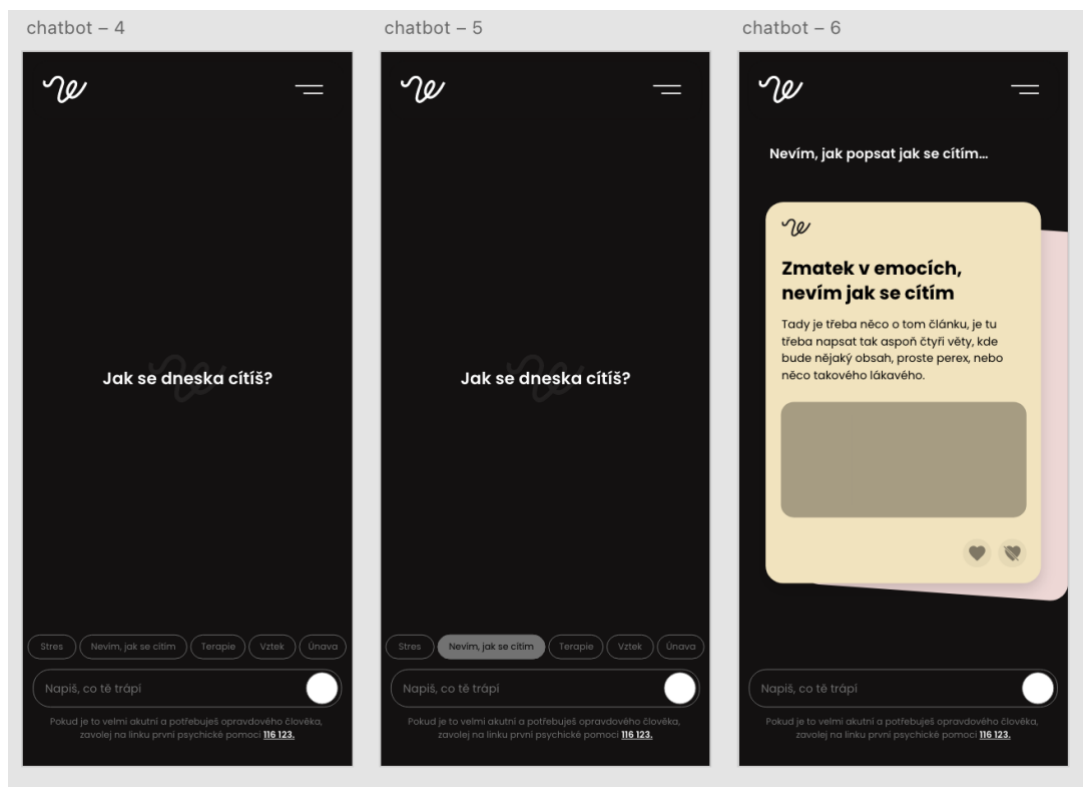 chatbot – 4
Jak se dneska cítíš?
Stres
Nevím, jak se cítím
Terapie
Vztek
Únava
Napiš, co tě trápí
Pokud je to velmi akutní a potřebuješ opravdového člověka,
zavolej na linku první psychické pomoci 116 123.
chatbot – 5
Jak se dneska cítíš?
Stres
Nevím, jak se cítím
Terapie
Vztek
Únava
Napiš, co tě trápí
Pokud je to velmi akutní a potřebuješ opravdového člověka,
zavolej na linku první psychické pomoci 116 123.
chatbot – 6
Nevím, jak popsat jak se cítím...
Zmatek v emocích,
nevím jak se cítím
Tady je třeba něco o tom článku, je tu
třeba napsat tak aspoň čtyři věty, kde
bude nějaký obsah, proste perex, nebo
něco takového lákavého.
Napiš, co tě trápí
Pokud je to velmi akutní a potřebuješ opravdového člověka,
zavolej na linku první psychické pomoci 116 123.